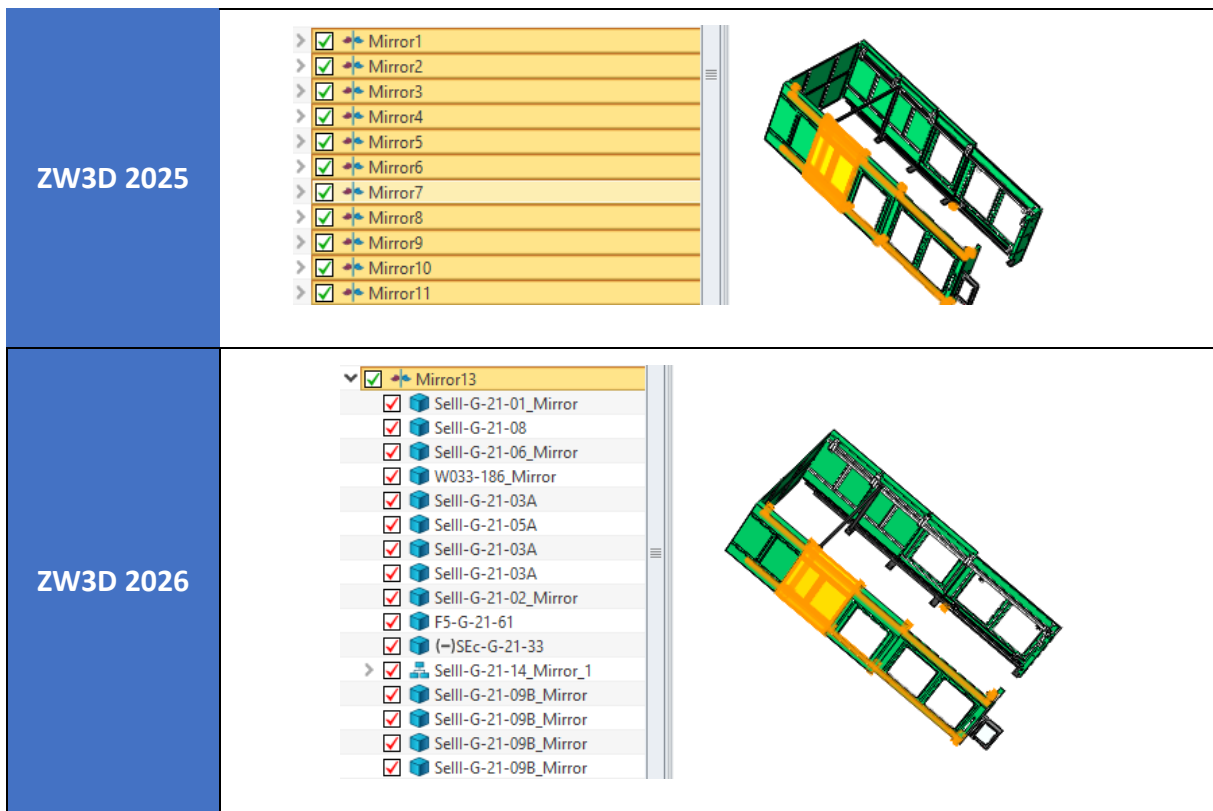 ZW3D 2025
Mirror1
Mirror2
Mirror3
Mirror4
Mirror5
Mirror6
Mirror7
Mirror8
Mirror9
Mirror10
Mirror11
ZW3D 2026
Mirror13
SelII-G-21-01_Mirror
SelII-G-21-08
SelII-G-21-06_Mirror
W033-186_Mirror
SelII-G-21-03A
SelII-G-21-05A
SelII-G-21-03A
SelII-G-21-03A
SelII-G-21-02_Mirror
F5-G-21-61
(-)SEc-G-21-33
SelII-G-21-14_Mirror_1
SelII-G-21-09B_Mirror
SelII-G-21-09B_Mirror
SelII-G-21-09B_Mirror
SelII-G-21-09B_Mirror